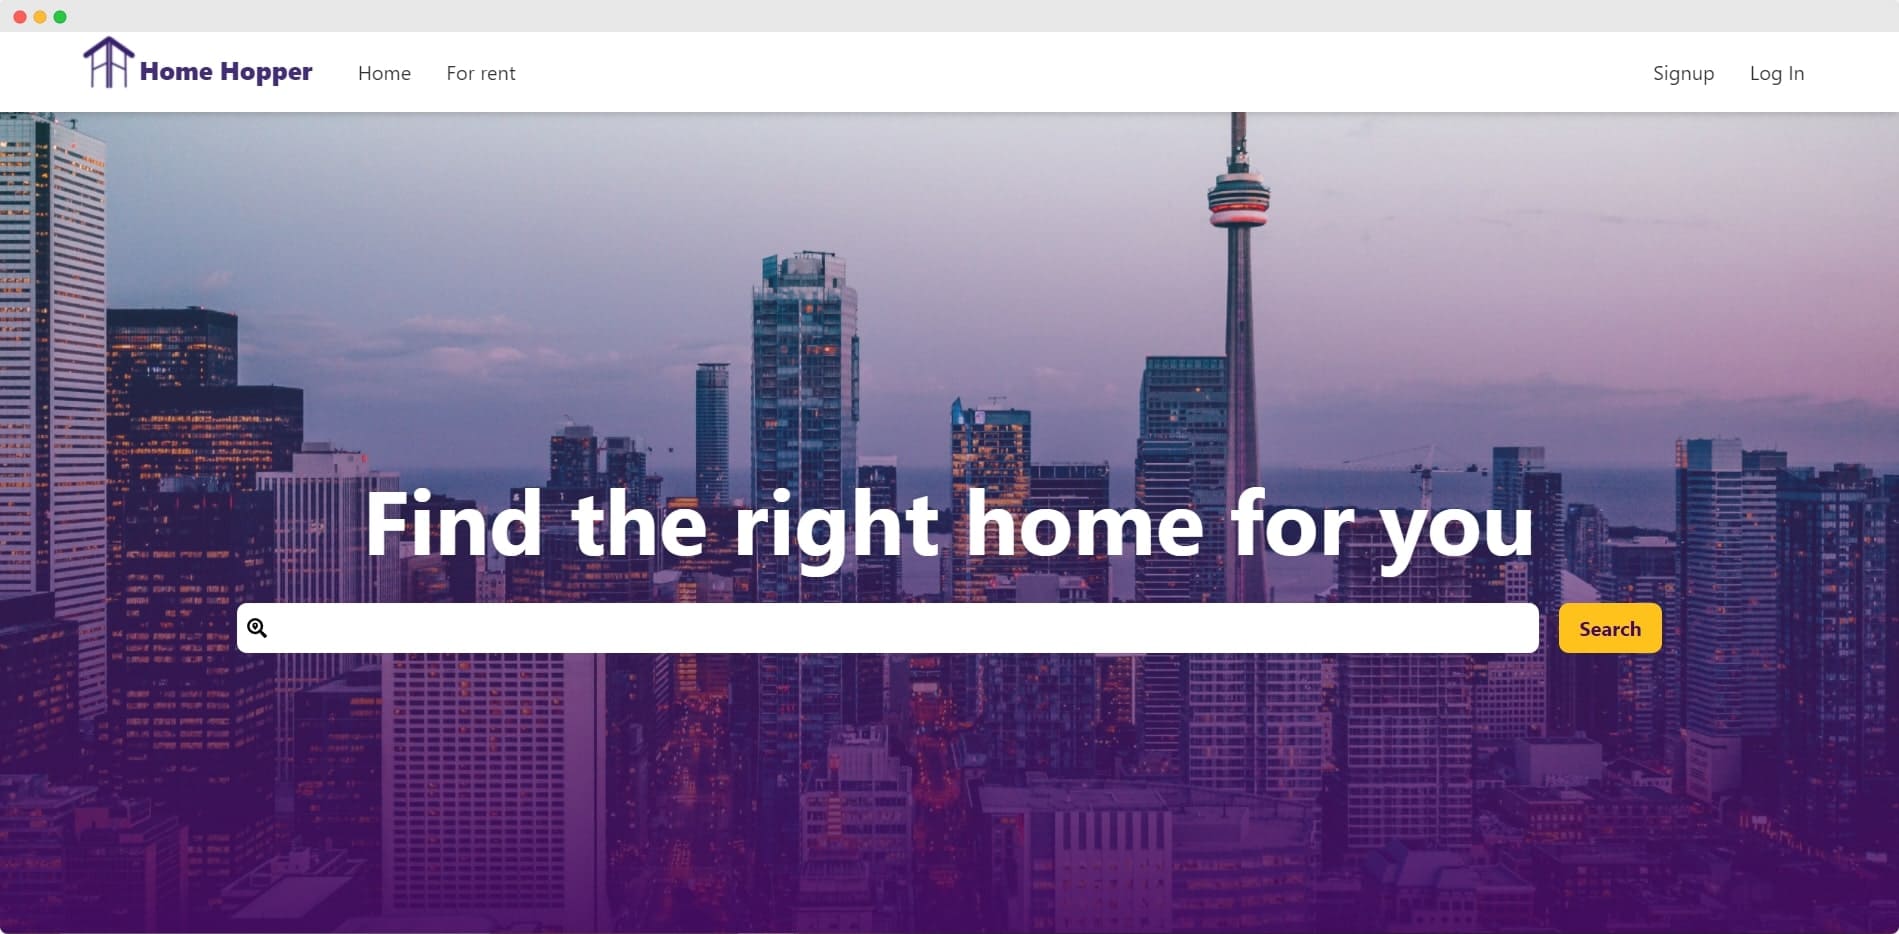 Home Hopper
Home
For rent
Signup
Log In
Find the right home for you
Search